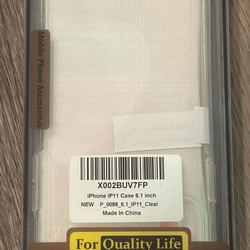 Mobile Phone Accessories
X002BUV7FP
iPhone IP11 Case 6.1 inch
NEW P_0088_6.1_IP11_Clear
Made In China
For Quality Life